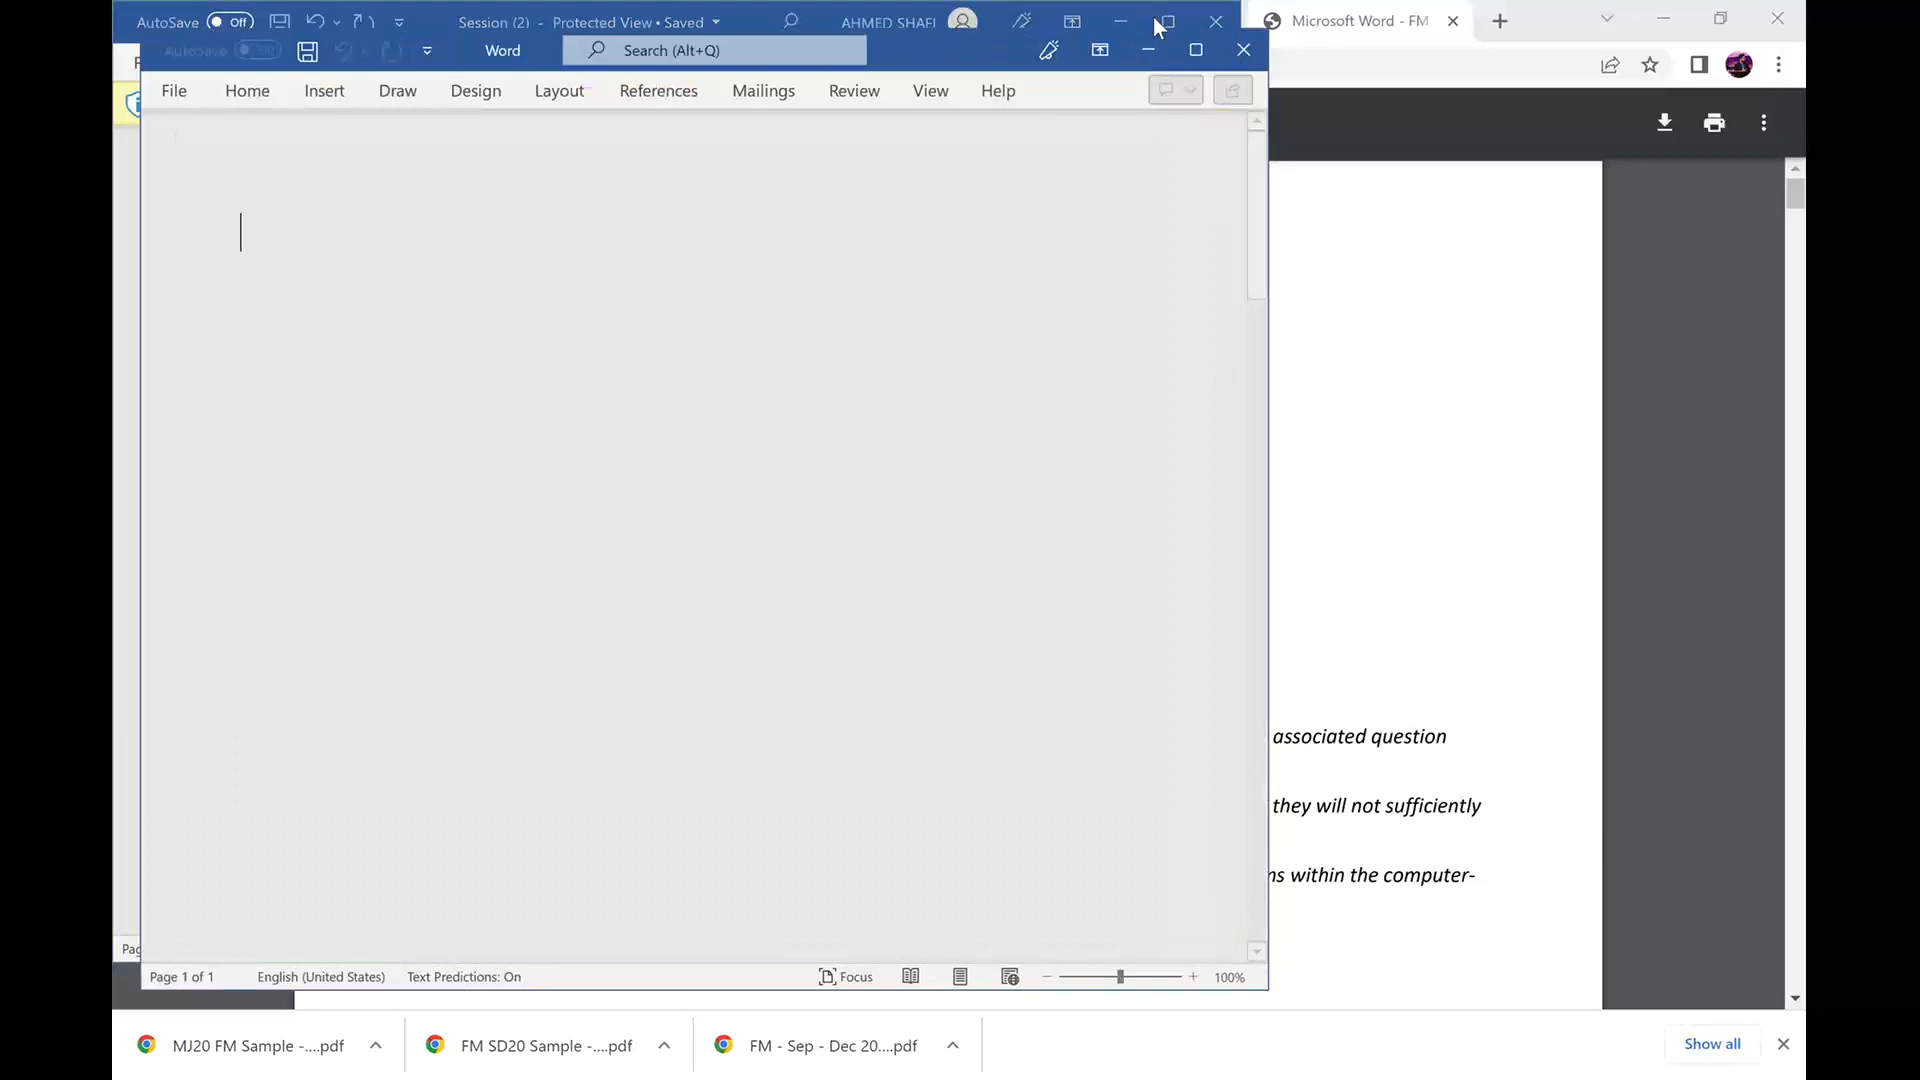 AutoSave Off Session (2) - Protected View • Saved AHMED SHAFI
Microsoft Word - FM
AutoSave Off Word Search (Alt+Q)
File Home Insert Draw Design Layout References Mailings Review View Help
associated question
they will not sufficiently
ns within the computer-
Pag
Page 1 of 1 English (United States) Text Predictions: On Focus 100%
MJ20 FM Sample -....pdf FM SD20 Sample -....pdf FM - Sep - Dec 20....pdf Show all